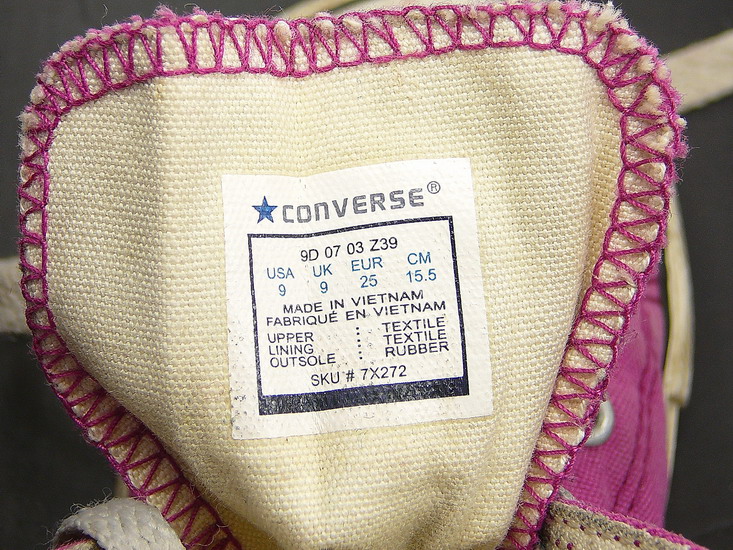 ★CONVERSE®
9D 07 03 Z39
USA UK EUR CM
9 9 25 15.5
MADE IN VIETNAM
FABRIQUÉ EN VIETNAM
UPPER : TEXTILE
LINING : TEXTILE
OUTSOLE : RUBBER
SKU # 7X272